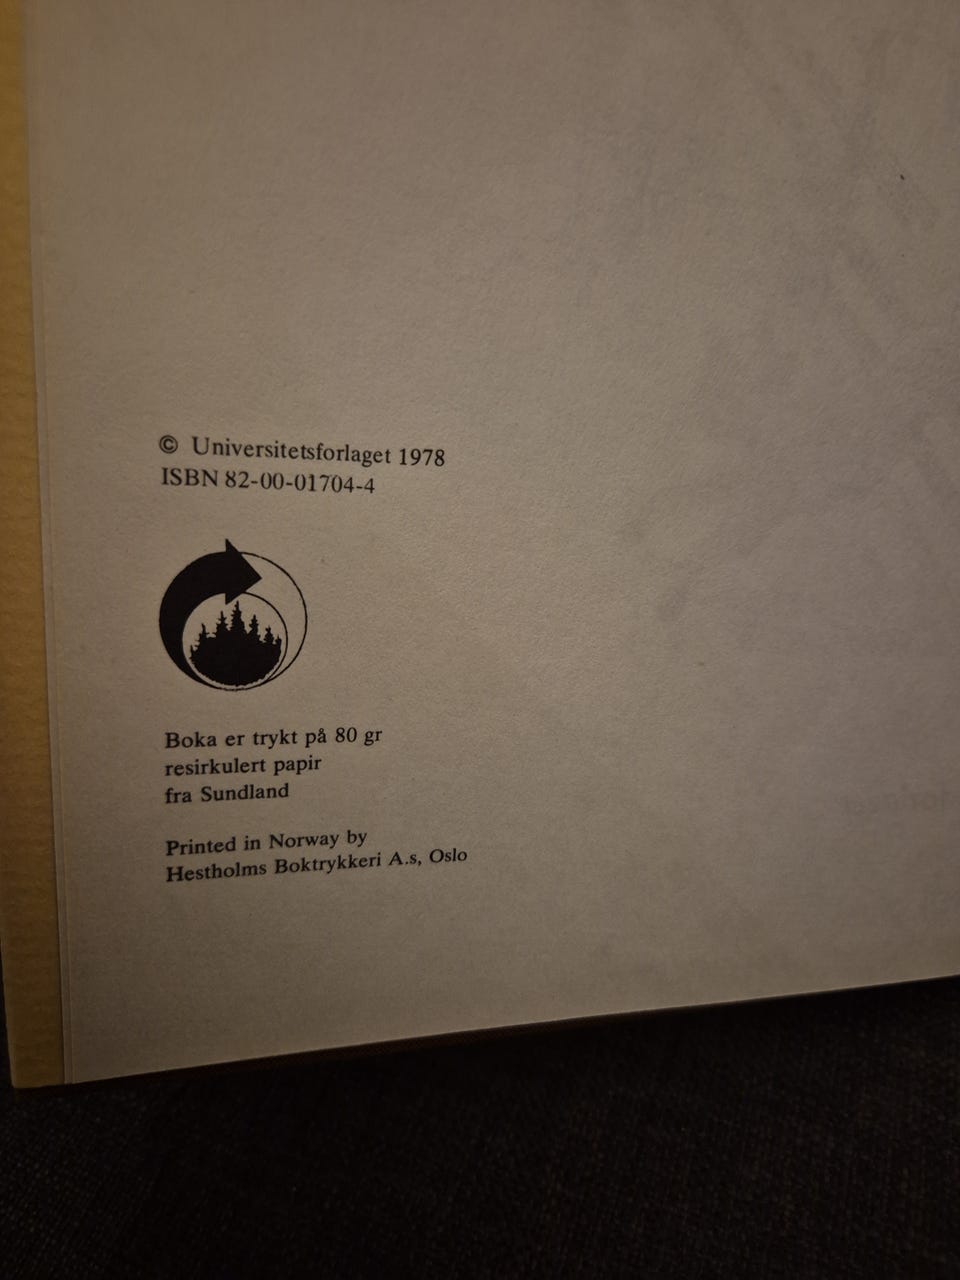 © Universitetsforlaget 1978
ISBN 82-00-01704-4
Boka er trykt på 80 gr
resirkulert papir
fra Sundland
Printed in Norway by
Hestholms Boktrykkeri A.s, Oslo